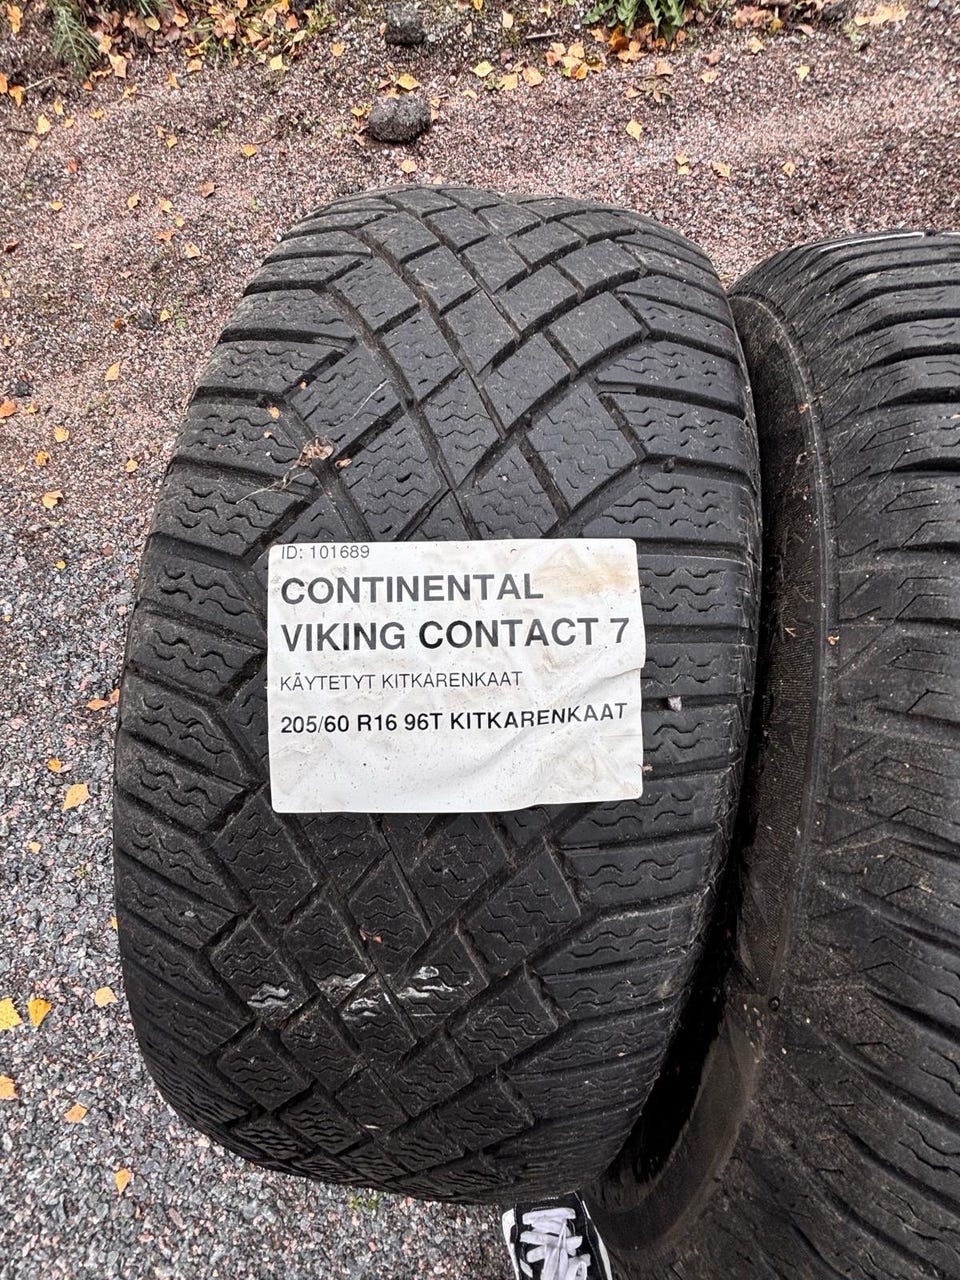 ID: 101689
CONTINENTAL
VIKING CONTACT 7
KÄYTETYT KITKARENKAAT
205/60 R16 96T KITKARENKAAT